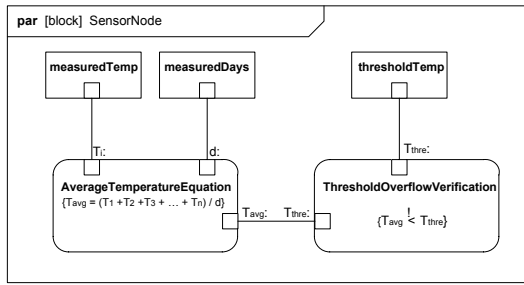 par [block] SensorNode
measuredTemp measuredDays thresholdTemp
Ti: d: Tthre:
AverageTemperatureEquation
{Tavg = (T1 +T2 +T3 + … + Tn) / d}
ThresholdOverflowVerification
!
{Tavg < Tthre}
Tavg: Tthre: